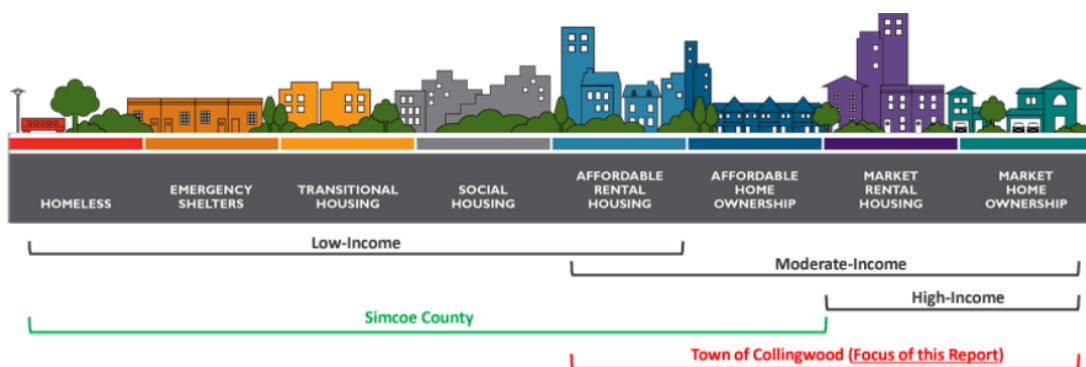 HOMELESS
EMERGENCY
SHELTERS
TRANSITIONAL
HOUSING
SOCIAL
HOUSING
AFFORDABLE
RENTAL
HOUSING
AFFORDABLE
HOME
OWNERSHIP
MARKET
RENTAL
HOUSING
MARKET
HOME
OWNERSHIP
Low-Income
Moderate-Income
High-Income
Simcoe County
Town of Collingwood (Focus of this Report)